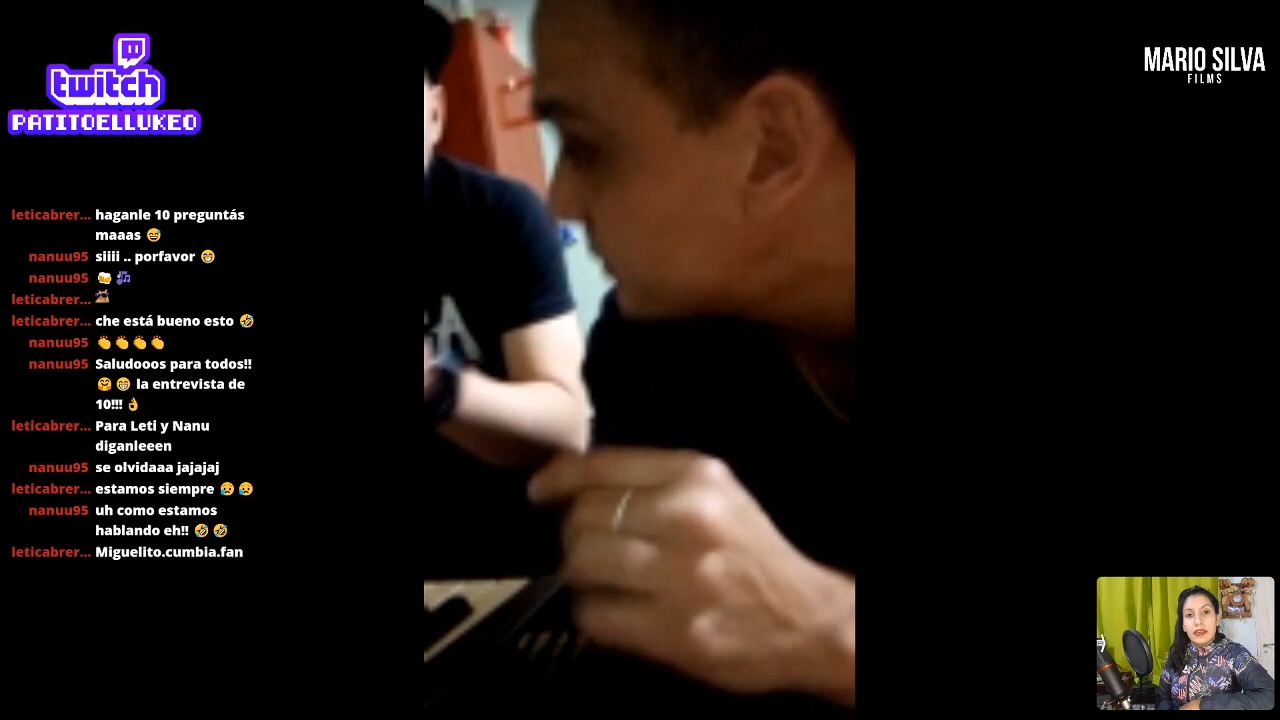 twitch
PATITOELLUKEO
MARIO SILVA
FILMS
leticabrer... haganle 10 preguntás
maaas 😅
nanuu95 siiii .. porfavor 😁
nanuu95 🍻 🎶
leticabrer...
leticabrer... che está bueno esto 🤣
nanuu95 👏 👏 👏 👏
nanuu95 Saludooos para todos!!
🤗 😁 la entrevista de
10!!! 👌
leticabrer... Para Leti y Nanu
diganleeen
nanuu95 se olvidaaa jajajaj
leticabrer... estamos siempre 😥 😥
nanuu95 uh como estamos
hablando eh!! 🤣 🤣
leticabrer... Miguelito.cumbia.fan